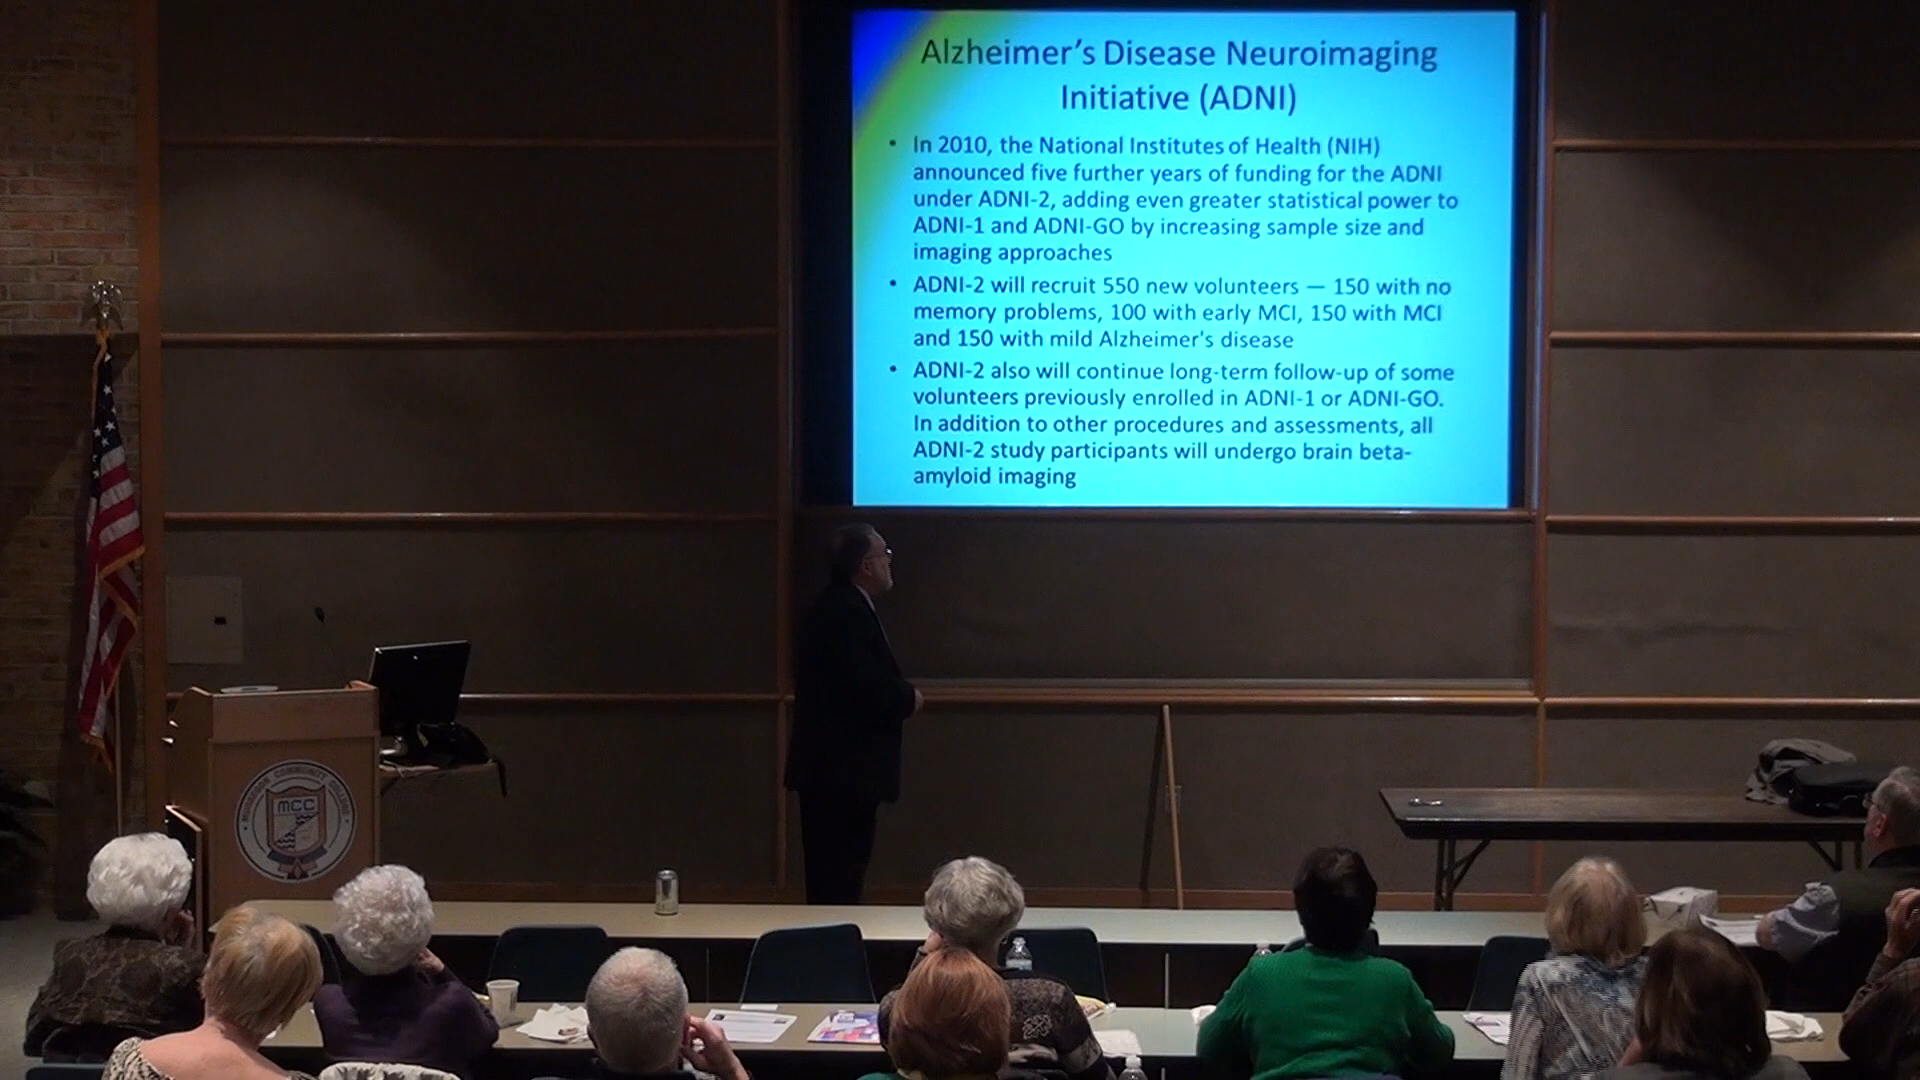 Alzheimer's Disease Neuroimaging
Initiative (ADNI)
• In 2010, the National Institutes of Health (NIH)
announced five further years of funding for the ADNI
under ADNI-2, adding even greater statistical power to
ADNI-1 and ADNI-GO by increasing sample size and
imaging approaches
• ADNI-2 will recruit 550 new volunteers — 150 with no
memory problems, 100 with early MCI, 150 with MCI
and 150 with mild Alzheimer's disease
• ADNI-2 also will continue long-term follow-up of some
volunteers previously enrolled in ADNI-1 or ADNI-GO.
In addition to other procedures and assessments, all
ADNI-2 study participants will undergo brain beta-
amyloid imaging
MUSKEGON COMMUNITY COLLEGE
MCC